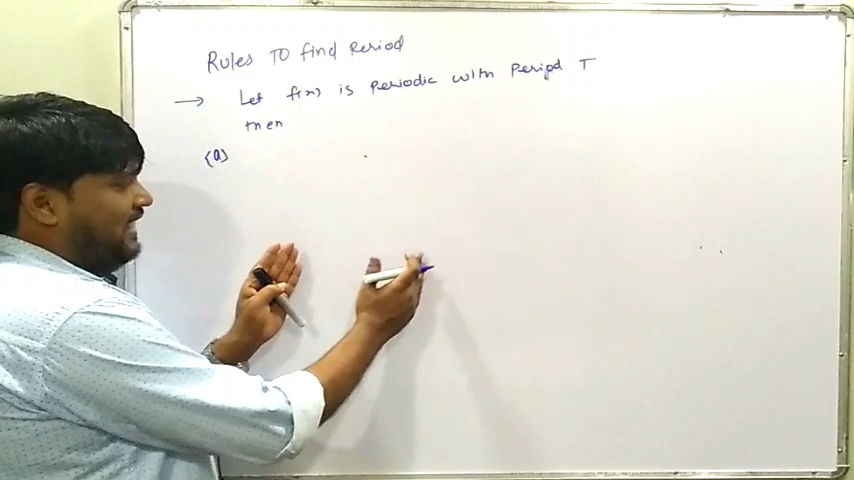 Rules To find Period
→ Let f(x) is Periodic with Period T
then
(a)